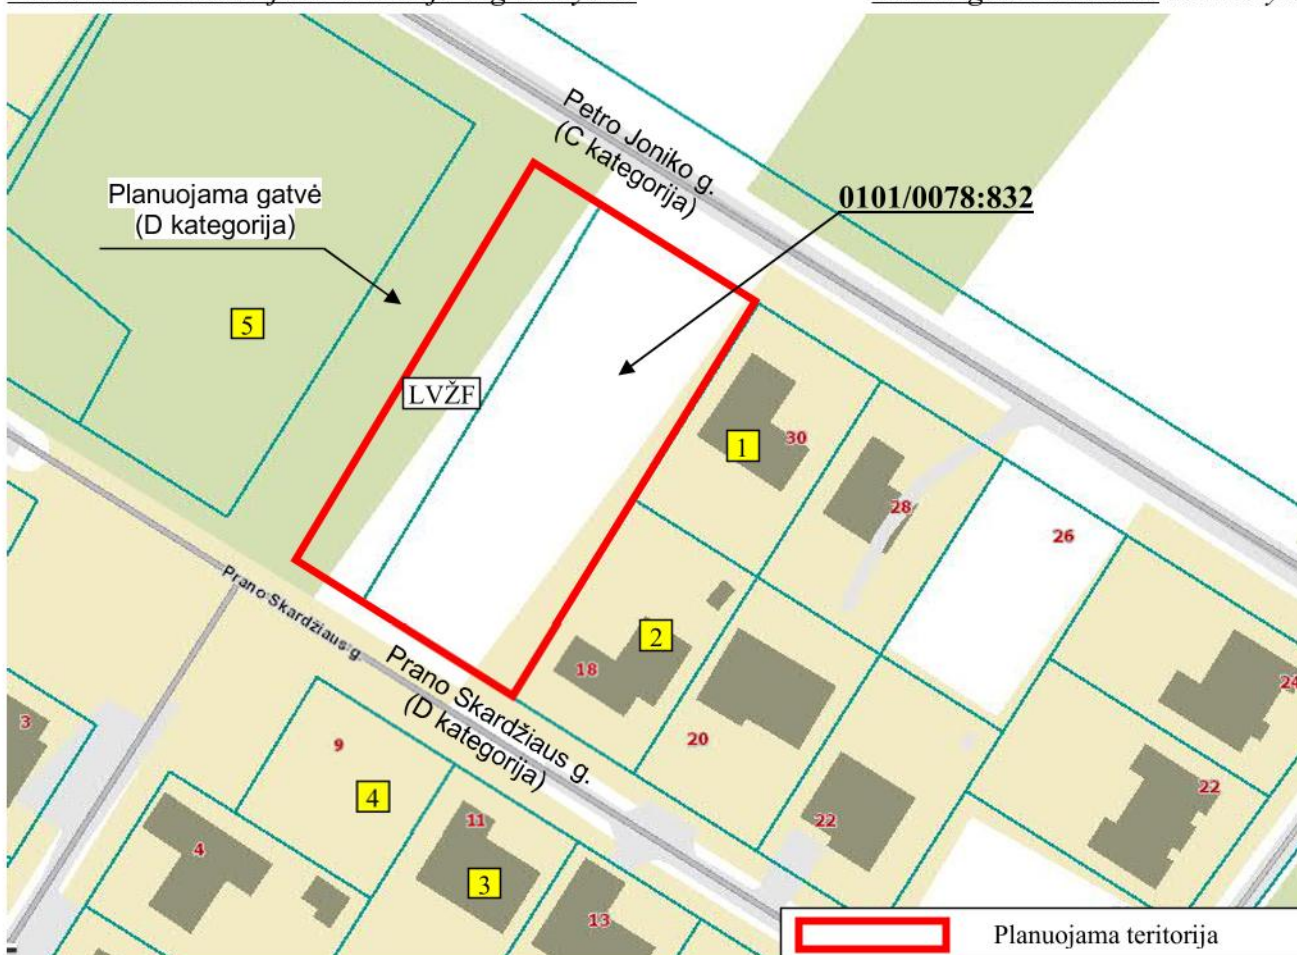 Petro Joniko g.
(C kategorija)
Planuojama gatvė
(D kategorija)
0101/0078:832
5
LVŽF
1
30
28
26
2
18
20
24
22
22
Prano Skardžiaus g.
Prano Skardžiaus g.
(D kategorija)
3
9
4
11
4
3
13
Planuojama teritorija